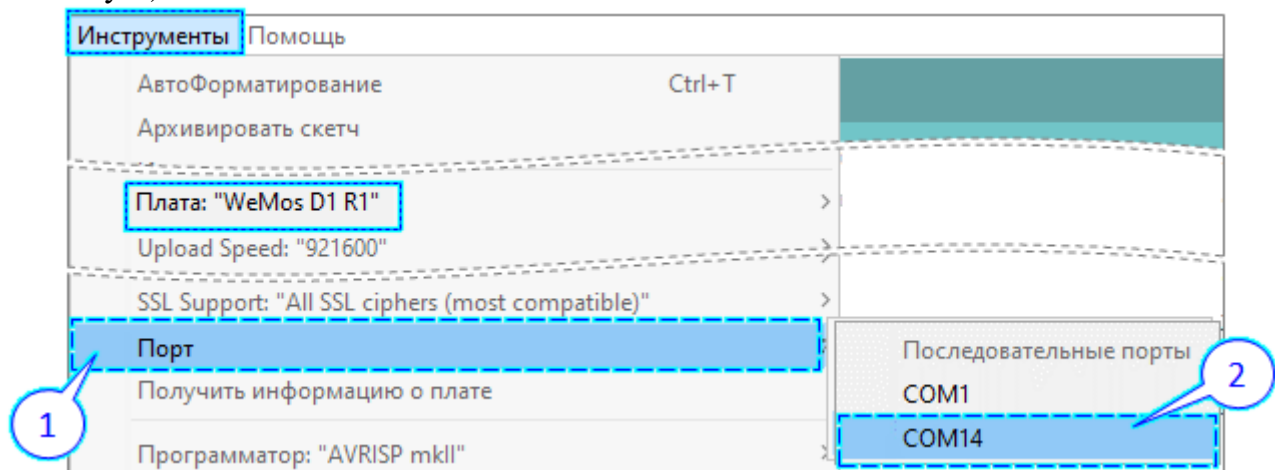 Инструменты Помощь
АвтоФорматирование Ctrl+T
Архивировать скетч
Плата: "WeMos D1 R1" >
Upload Speed: "921600"
SSL Support: "All SSL ciphers (most compatible)" >
Порт
Последовательные порты
2
Получить информацию о плате
COM1
1
COM14
Программатор: "AVRISP mkII"